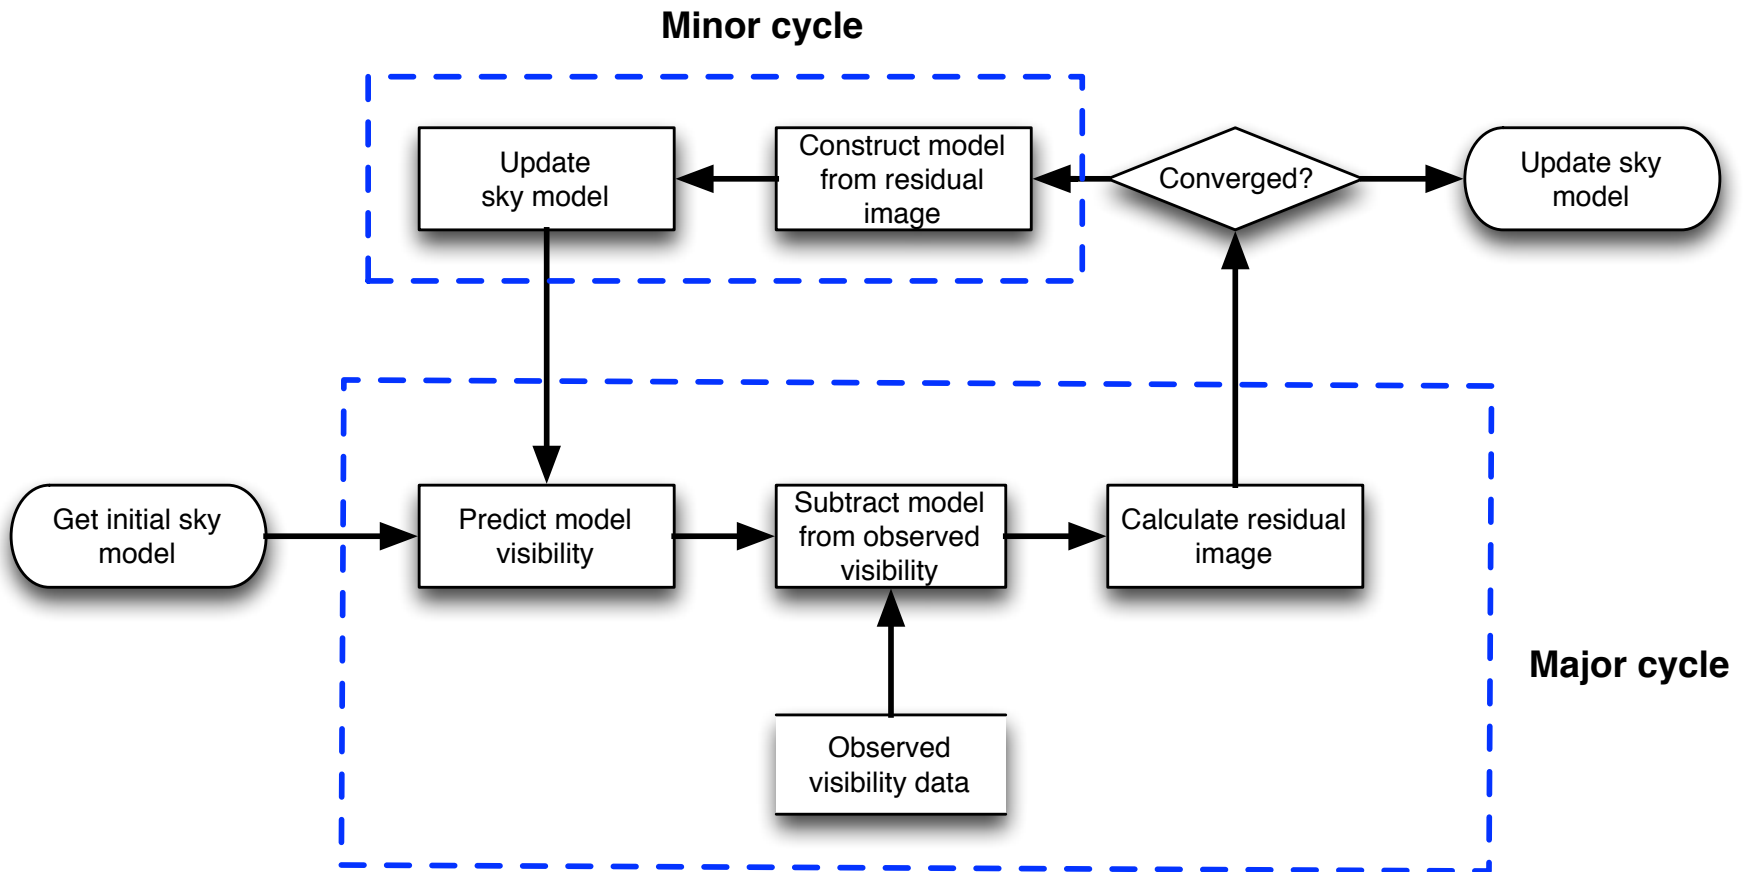 Minor cycle
Update
sky model
Construct model
from residual
image
Converged?
Update sky
model
Get initial sky
model
Predict model
visibility
Subtract model
from observed
visibility
Calculate residual
image
Major cycle
Observed
visibility data